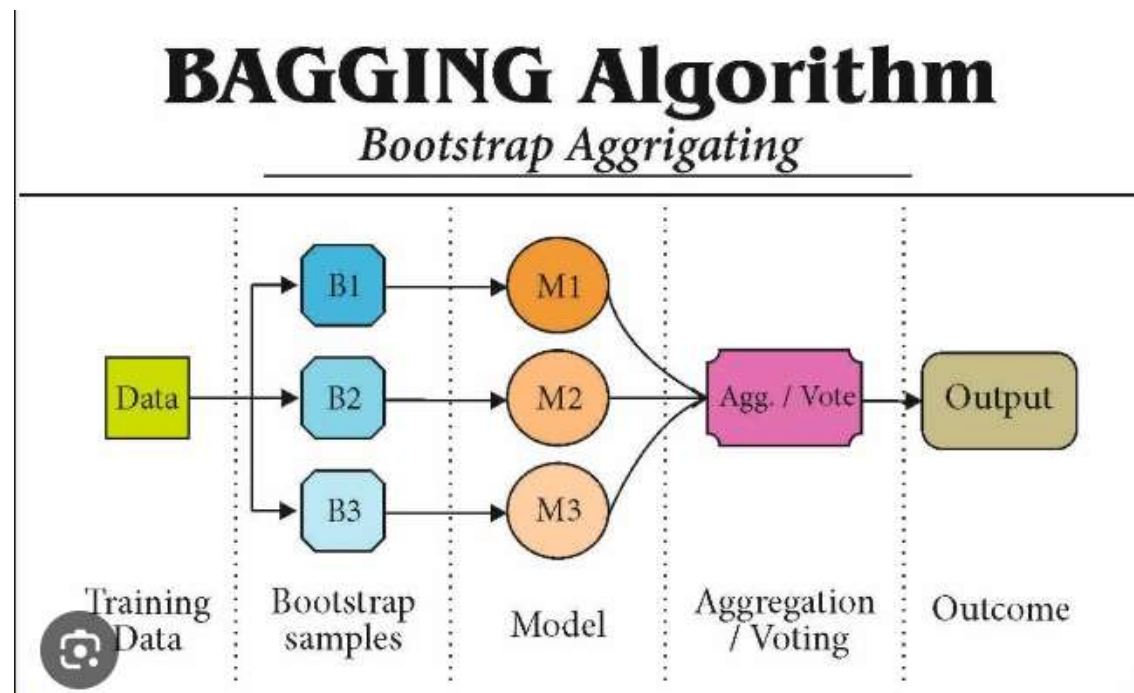 BAGGING Algorithm
Bootstrap Aggrigating
B1
M1
Data
B2
M2
Agg. / Vote
Output
B3
M3
Training
Data
Bootstrap
samples
Model
Aggregation
/ Voting
Outcome